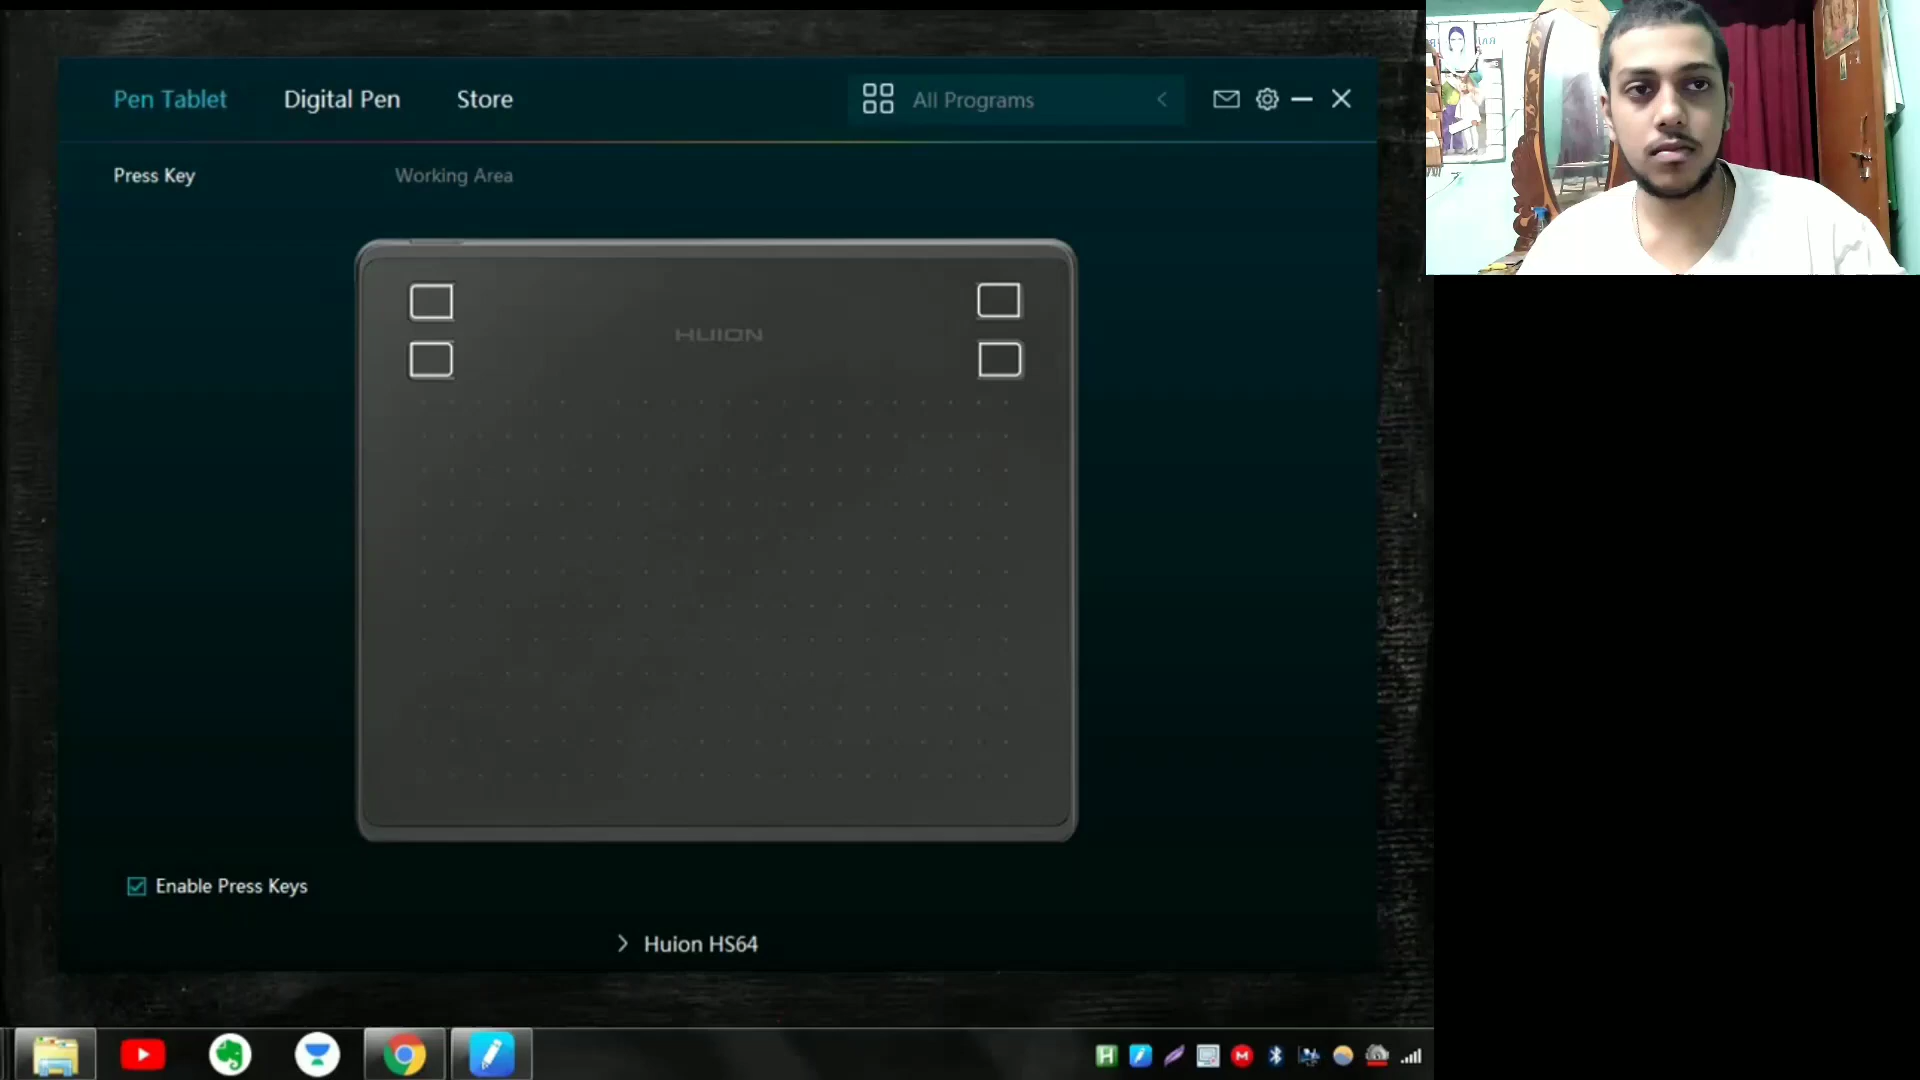 Pen Tablet
Digital Pen
Store
All Programs
Press Key
Working Area
HUION
Enable Press Keys
Huion HS64